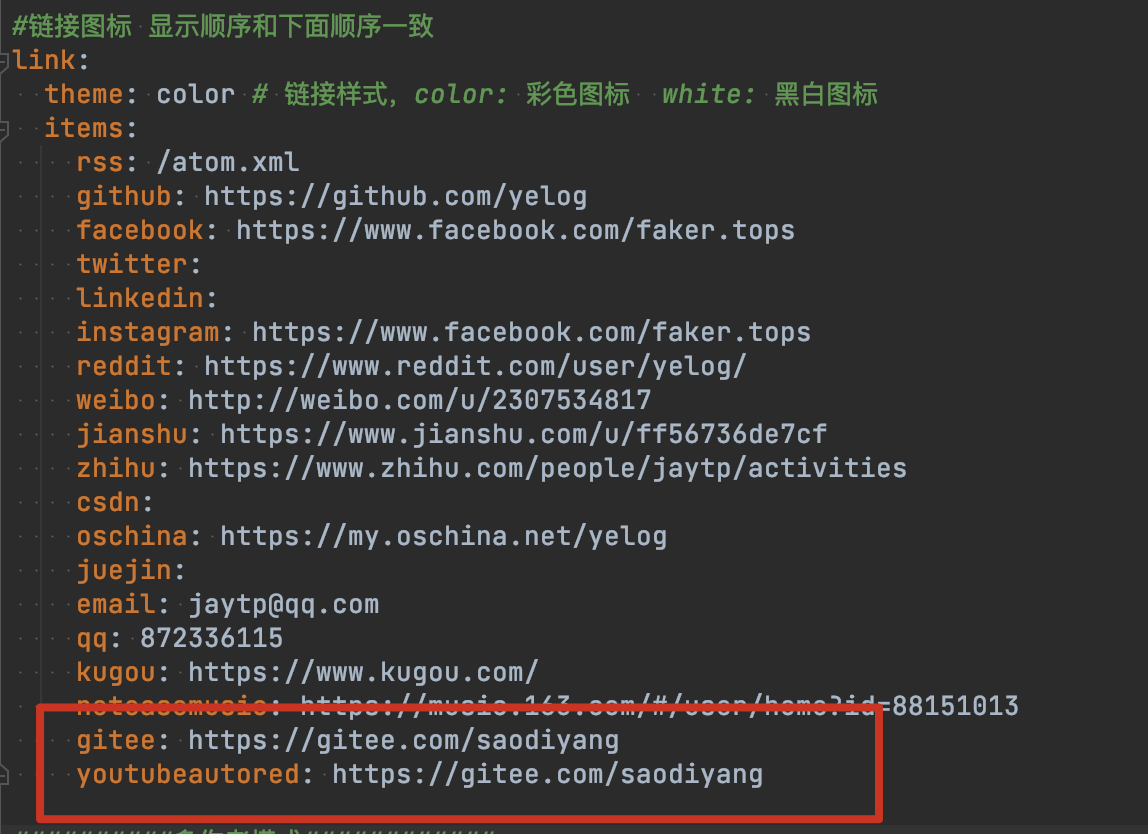 #链接图标 显示顺序和下面顺序一致
link:
theme: color # 链接样式, color: 彩色图标 white: 黑白图标
items:
rss: /atom.xml
github: https://github.com/yelog
facebook: https://www.facebook.com/faker.tops
twitter:
linkedin:
instagram: https://www.facebook.com/faker.tops
reddit: https://www.reddit.com/user/yelog/
weibo: http://weibo.com/u/2307534817
jianshu: https://www.jianshu.com/u/ff56736de7cf
zhihu: https://www.zhihu.com/people/jaytp/activities
csdn:
oschina: https://my.oschina.net/yelog
juejin:
email: jaytp@qq.com
qq: 872336115
kugou: https://www.kugou.com/
neteasemusic: https://music.163.com/#/user/home?id=88151013
gitee: https://gitee.com/saodiyang
youtubeautored: https://gitee.com/saodiyang